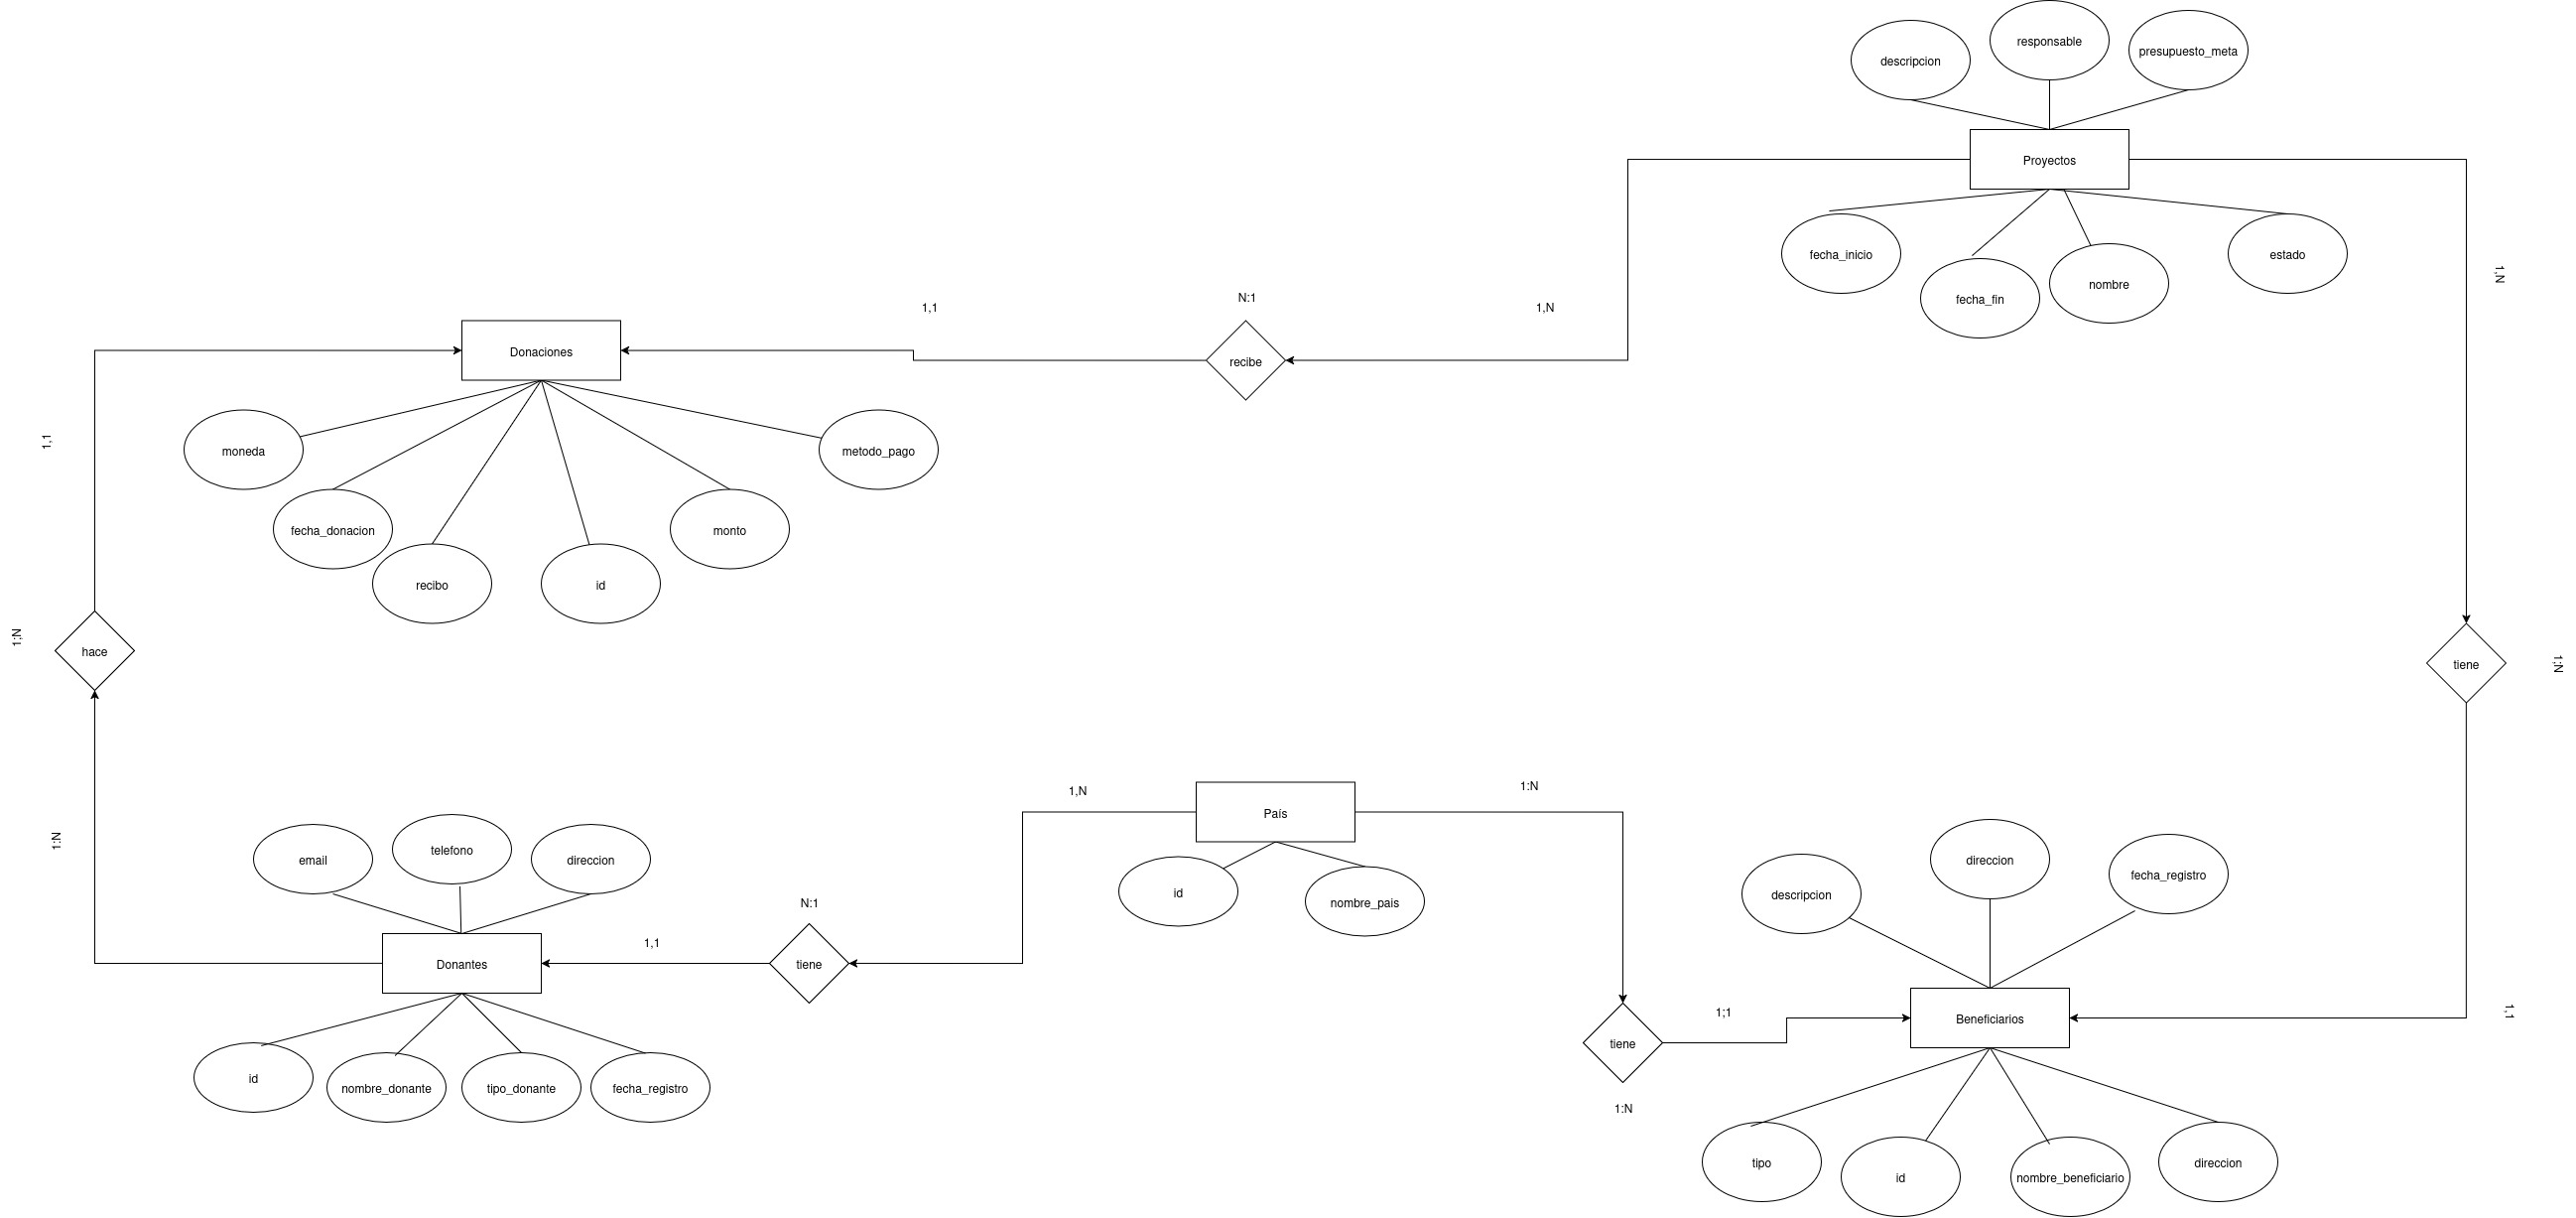 responsable
presupuesto_meta
descripcion
Proyectos
fecha_inicio
estado
nombre
fecha_fin
1,N
N:1
1,1
1,N
Donaciones
recibe
1,1
moneda
metodo_pago
fecha_donacion
monto
recibo
id
1:N
hace
tiene
1:N
1,N
1:N
País
1:N
email
telefono
direccion
id
nombre_pais
descripcion
direccion
fecha_registro
N:1
1,1
Donantes
tiene
1;1
1,1
Beneficiarios
tiene
id
nombre_donante
tipo_donante
fecha_registro
1:N
tipo
id
nombre_beneficiario
direccion